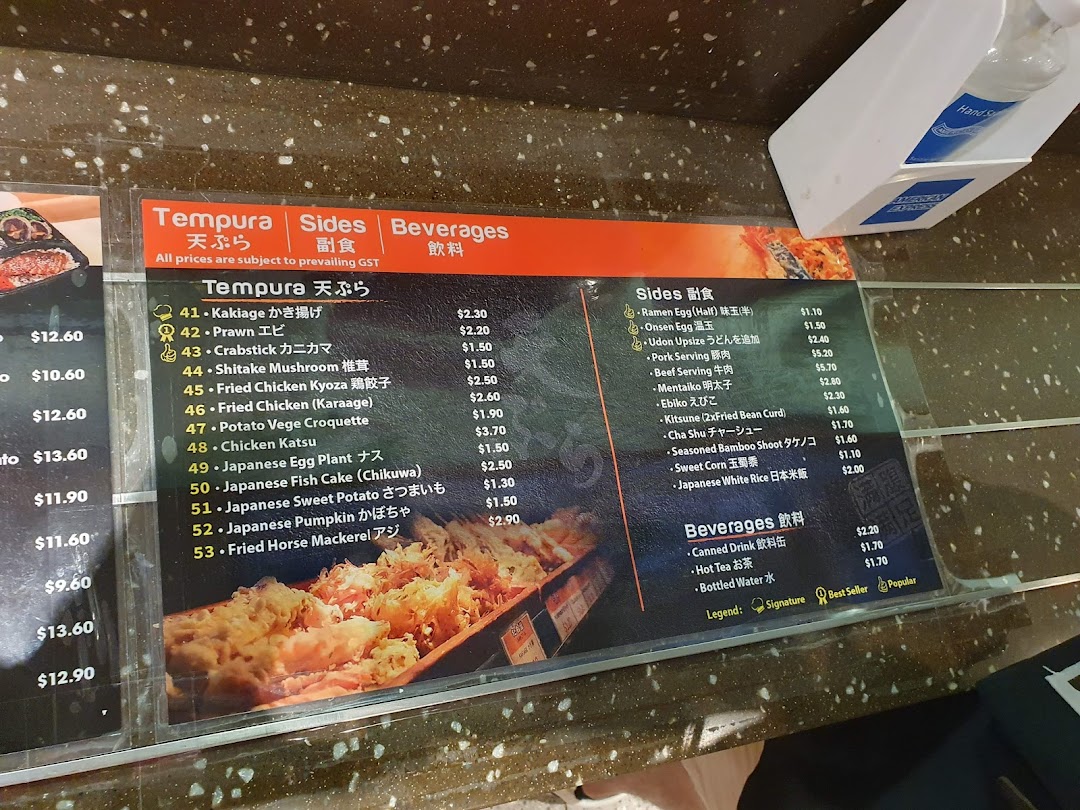 $12.60
$10.60
$12.60
$13.60
$11.90
$11.60
$9.60
$13.60
$12.90
Tempura
天ぷら
Sides
副食
Beverages
飲料
All prices are subject to prevailing GST
Tempura 天ぷら
41 • Kakiage かき揚げ $2.30
42 • Prawn エビ $2.20
43 • Crabstick カニカマ $1.50
44 • Shitake Mushroom 椎茸 $1.50
45 • Fried Chicken Kyoza 鶏餃子 $2.50
46 • Fried Chicken (Karaage) $2.60
47 • Potato Vege Croquette $1.90
48 • Chicken Katsu $3.70
49 • Japanese Egg Plant ナス $1.50
50 • Japanese Fish Cake (Chikuwa) $2.50
51 • Japanese Sweet Potato さつまいも $1.30
52 • Japanese Pumpkin かぼちゃ $1.50
53 • Fried Horse Mackerel アジ $2.90
Sides 副食
• Ramen Egg (Half) 味玉(半) $1.10
• Onsen Egg 温玉 $1.50
• Udon Upsize うどんを追加 $2.40
• Pork Serving 豚肉 $5.20
• Beef Serving 牛肉 $5.70
• Mentaiko 明太子 $2.80
• Ebiko えびこ $2.30
• Kitsune (2xFried Bean Curd) $1.60
• Cha Shu チャーシュー $1.70
• Seasoned Bamboo Shoot タケノコ $1.60
• Sweet Corn 玉蜀黍 $1.10
• Japanese White Rice 日本米飯 $2.00
Beverages 飲料
• Canned Drink 飲料缶 $2.20
• Hot Tea お茶 $1.70
• Bottled Water 水 $1.70
Legend: Signature 1 Best Seller Popular
Hand
AMERICAN
EXPRESS